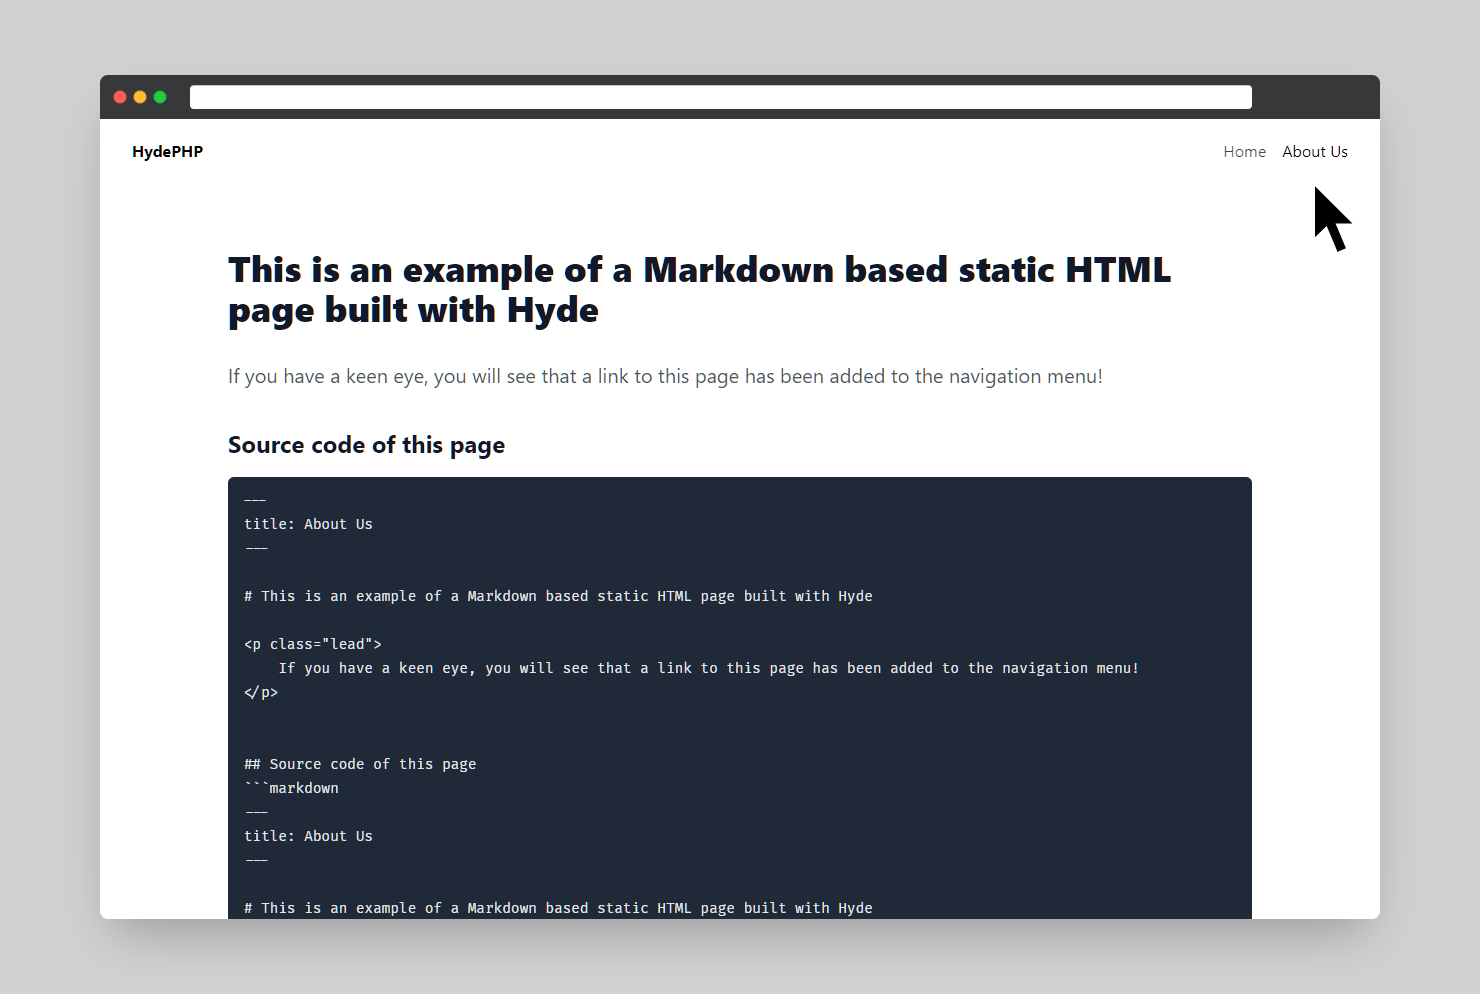 HydePHP
Home About Us
This is an example of a Markdown based static HTML
page built with Hyde
If you have a keen eye, you will see that a link to this page has been added to the navigation menu!
Source code of this page
---
title: About Us
---
# This is an example of a Markdown based static HTML page built with Hyde
<p class="lead">
    If you have a keen eye, you will see that a link to this page has been added to the navigation menu!
</p>
## Source code of this page
```markdown
---
title: About Us
---
# This is an example of a Markdown based static HTML page built with Hyde